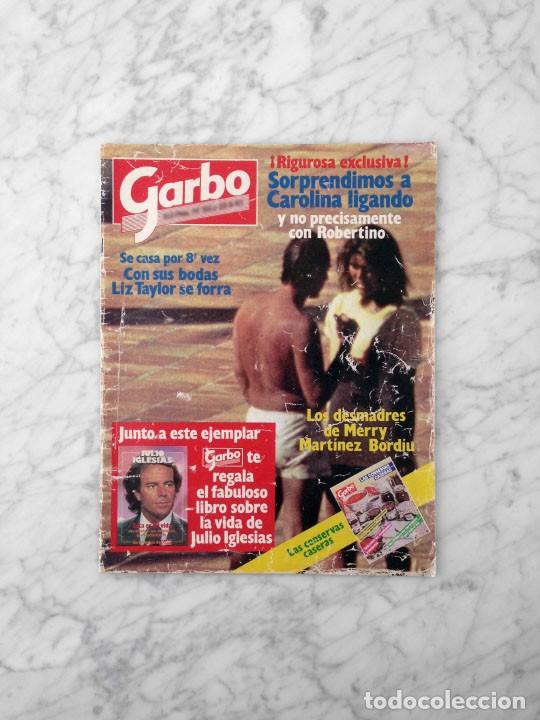 Garbo
¡Rigurosa exclusiva!
Sorprendimos a
Carolina ligando
y no precisamente
con Robertino
Se casa por 8ª vez
Con sus bodas
Liz Taylor se forra
Los desmadres
de Merry
Martínez Bordiu
Junto a este ejemplar
Garbo te
regala
el fabuloso
libro sobre
la vida de
Julio Iglesias
JULIO
IGLESIAS
Las conservas
caseras
Garbo
todocoleccion